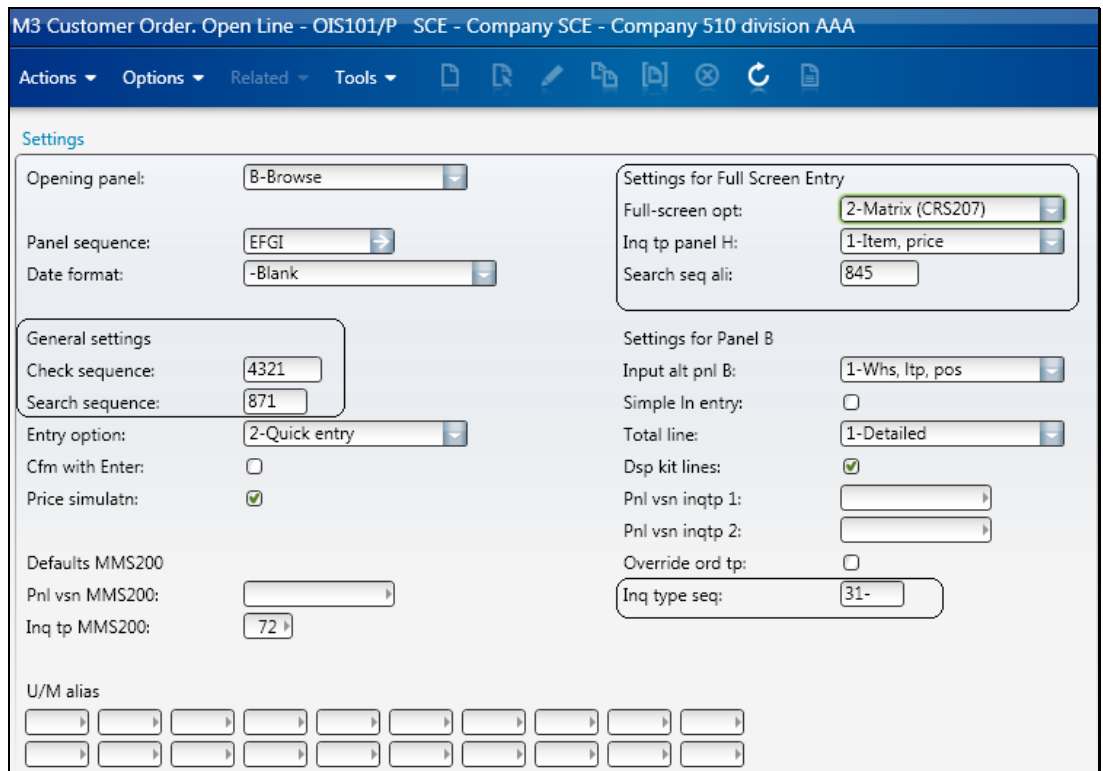 M3 Customer Order. Open Line - OIS101/P SCE - Company SCE - Company 510 division AAA
Actions Options Related Tools
Settings
Opening panel: B-Browse
Panel sequence: EFGI
Date format: -Blank
General settings
Check sequence: 4321
Search sequence: 871
Entry option: 2-Quick entry
Cfm with Enter:
Price simulatn:
Defaults MMS200
Pnl vsn MMS200:
Inq tp MMS200: 72
U/M alias
Settings for Full Screen Entry
Full-screen opt: 2-Matrix (CRS207)
Inq tp panel H: 1-Item, price
Search seq ali: 845
Settings for Panel B
Input alt pnl B: 1-Whs, ltp, pos
Simple ln entry:
Total line: 1-Detailed
Dsp kit lines:
Pnl vsn inqtp 1:
Pnl vsn inqtp 2:
Override ord tp:
Inq type seq: 31-